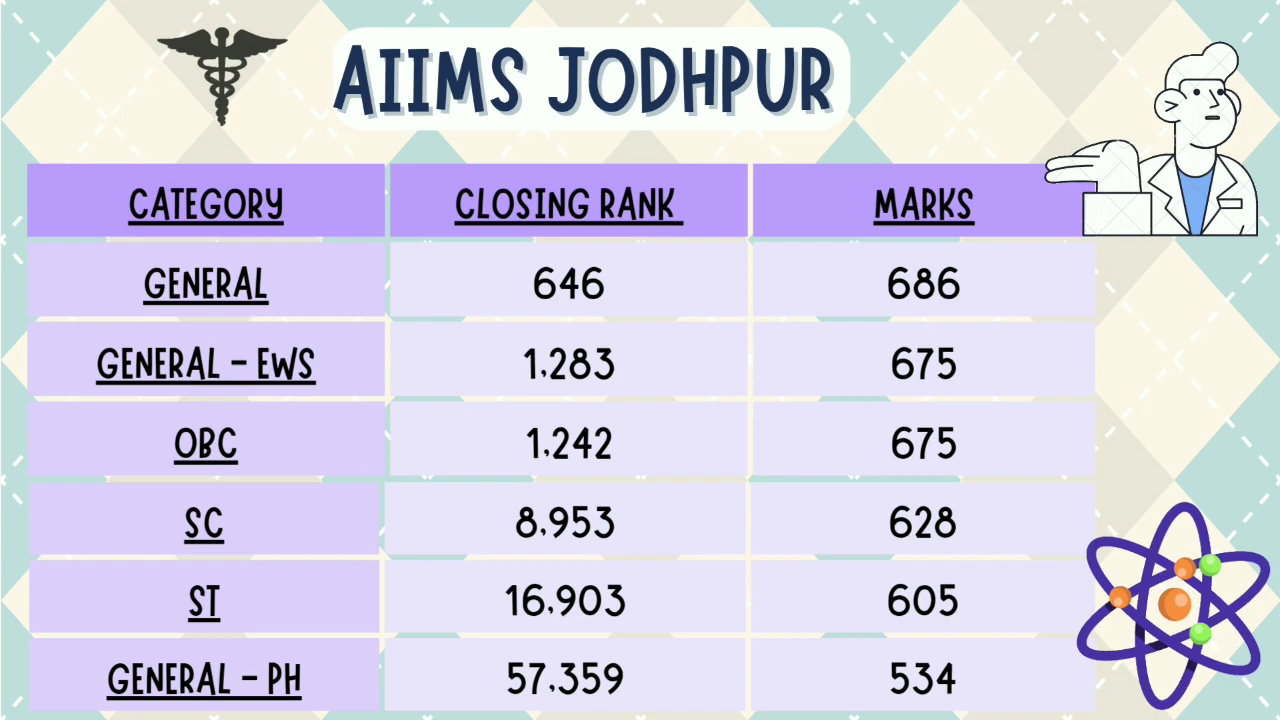 AIIMS JODHPUR
CATEGORY CLOSING RANK MARKS
GENERAL 646 686
GENERAL - EWS 1,283 675
OBC 1,242 675
SC 8,953 628
ST 16,903 605
GENERAL - PH 57,359 534